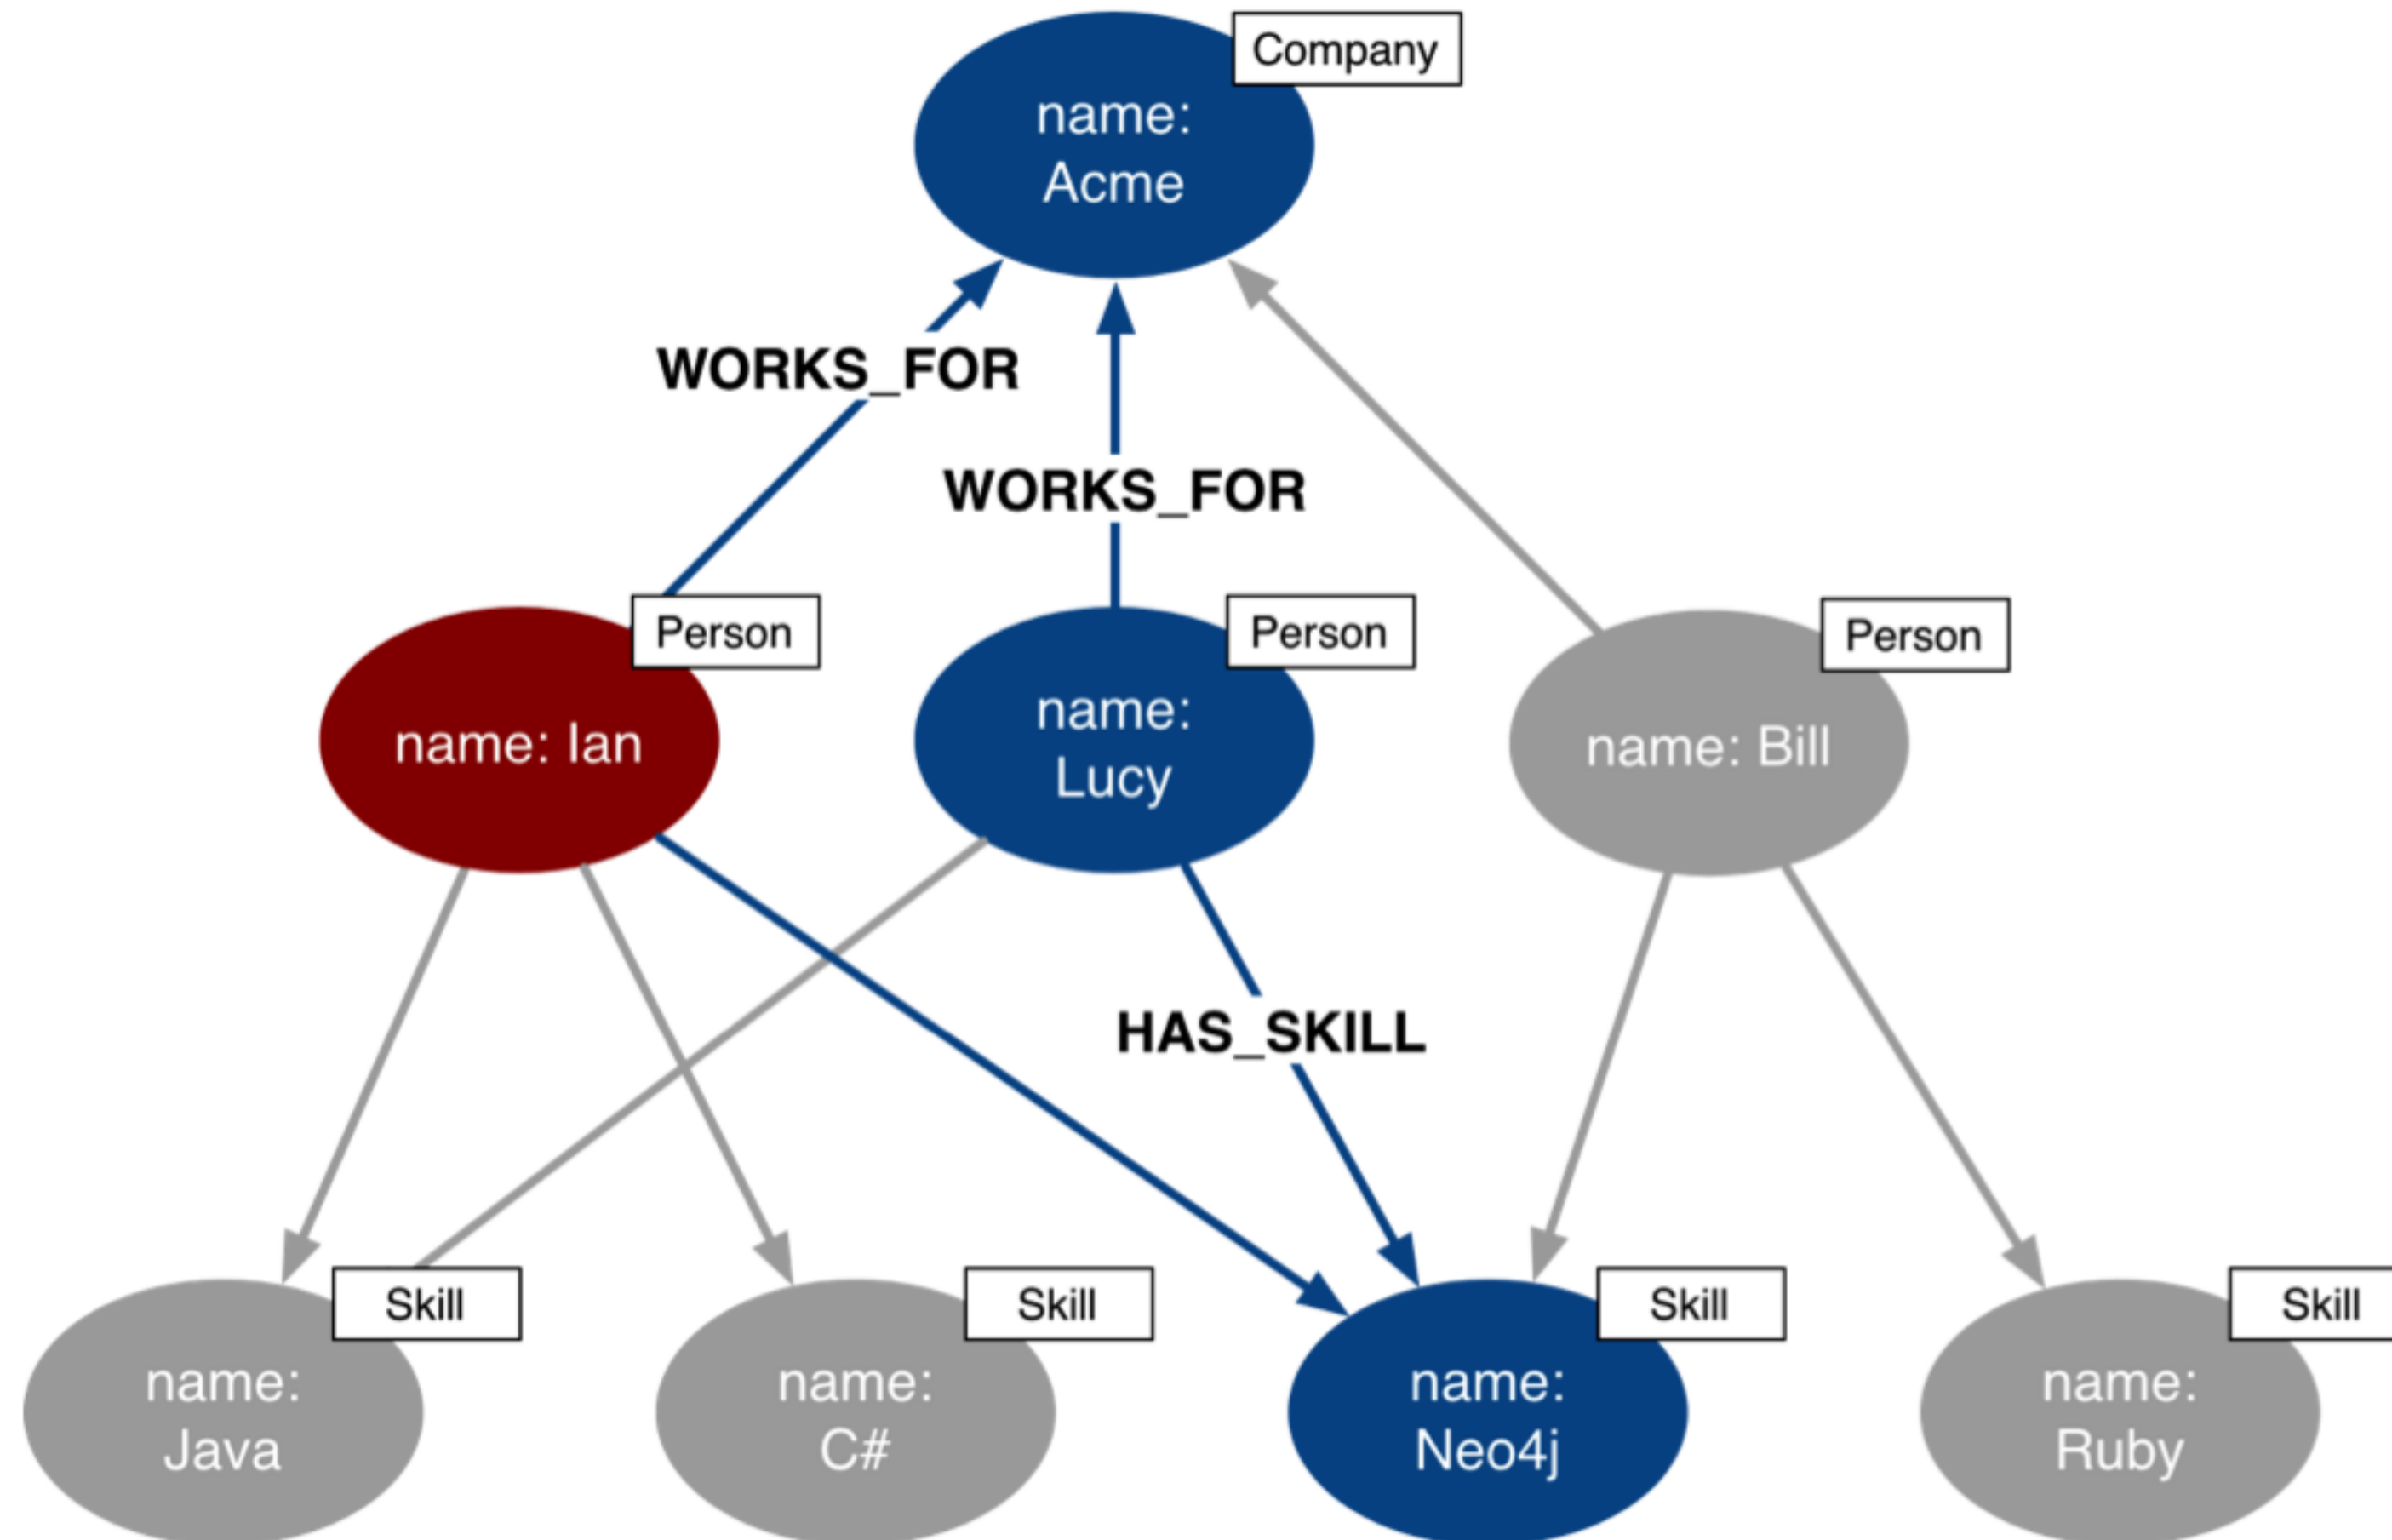 Company
name:
Acme
WORKS_FOR
WORKS_FOR
Person
Person
Person
name: Ian
name:
Lucy
name: Bill
HAS_SKILL
Skill
Skill
Skill
Skill
name:
Java
name:
C#
name:
Neo4j
name:
Ruby